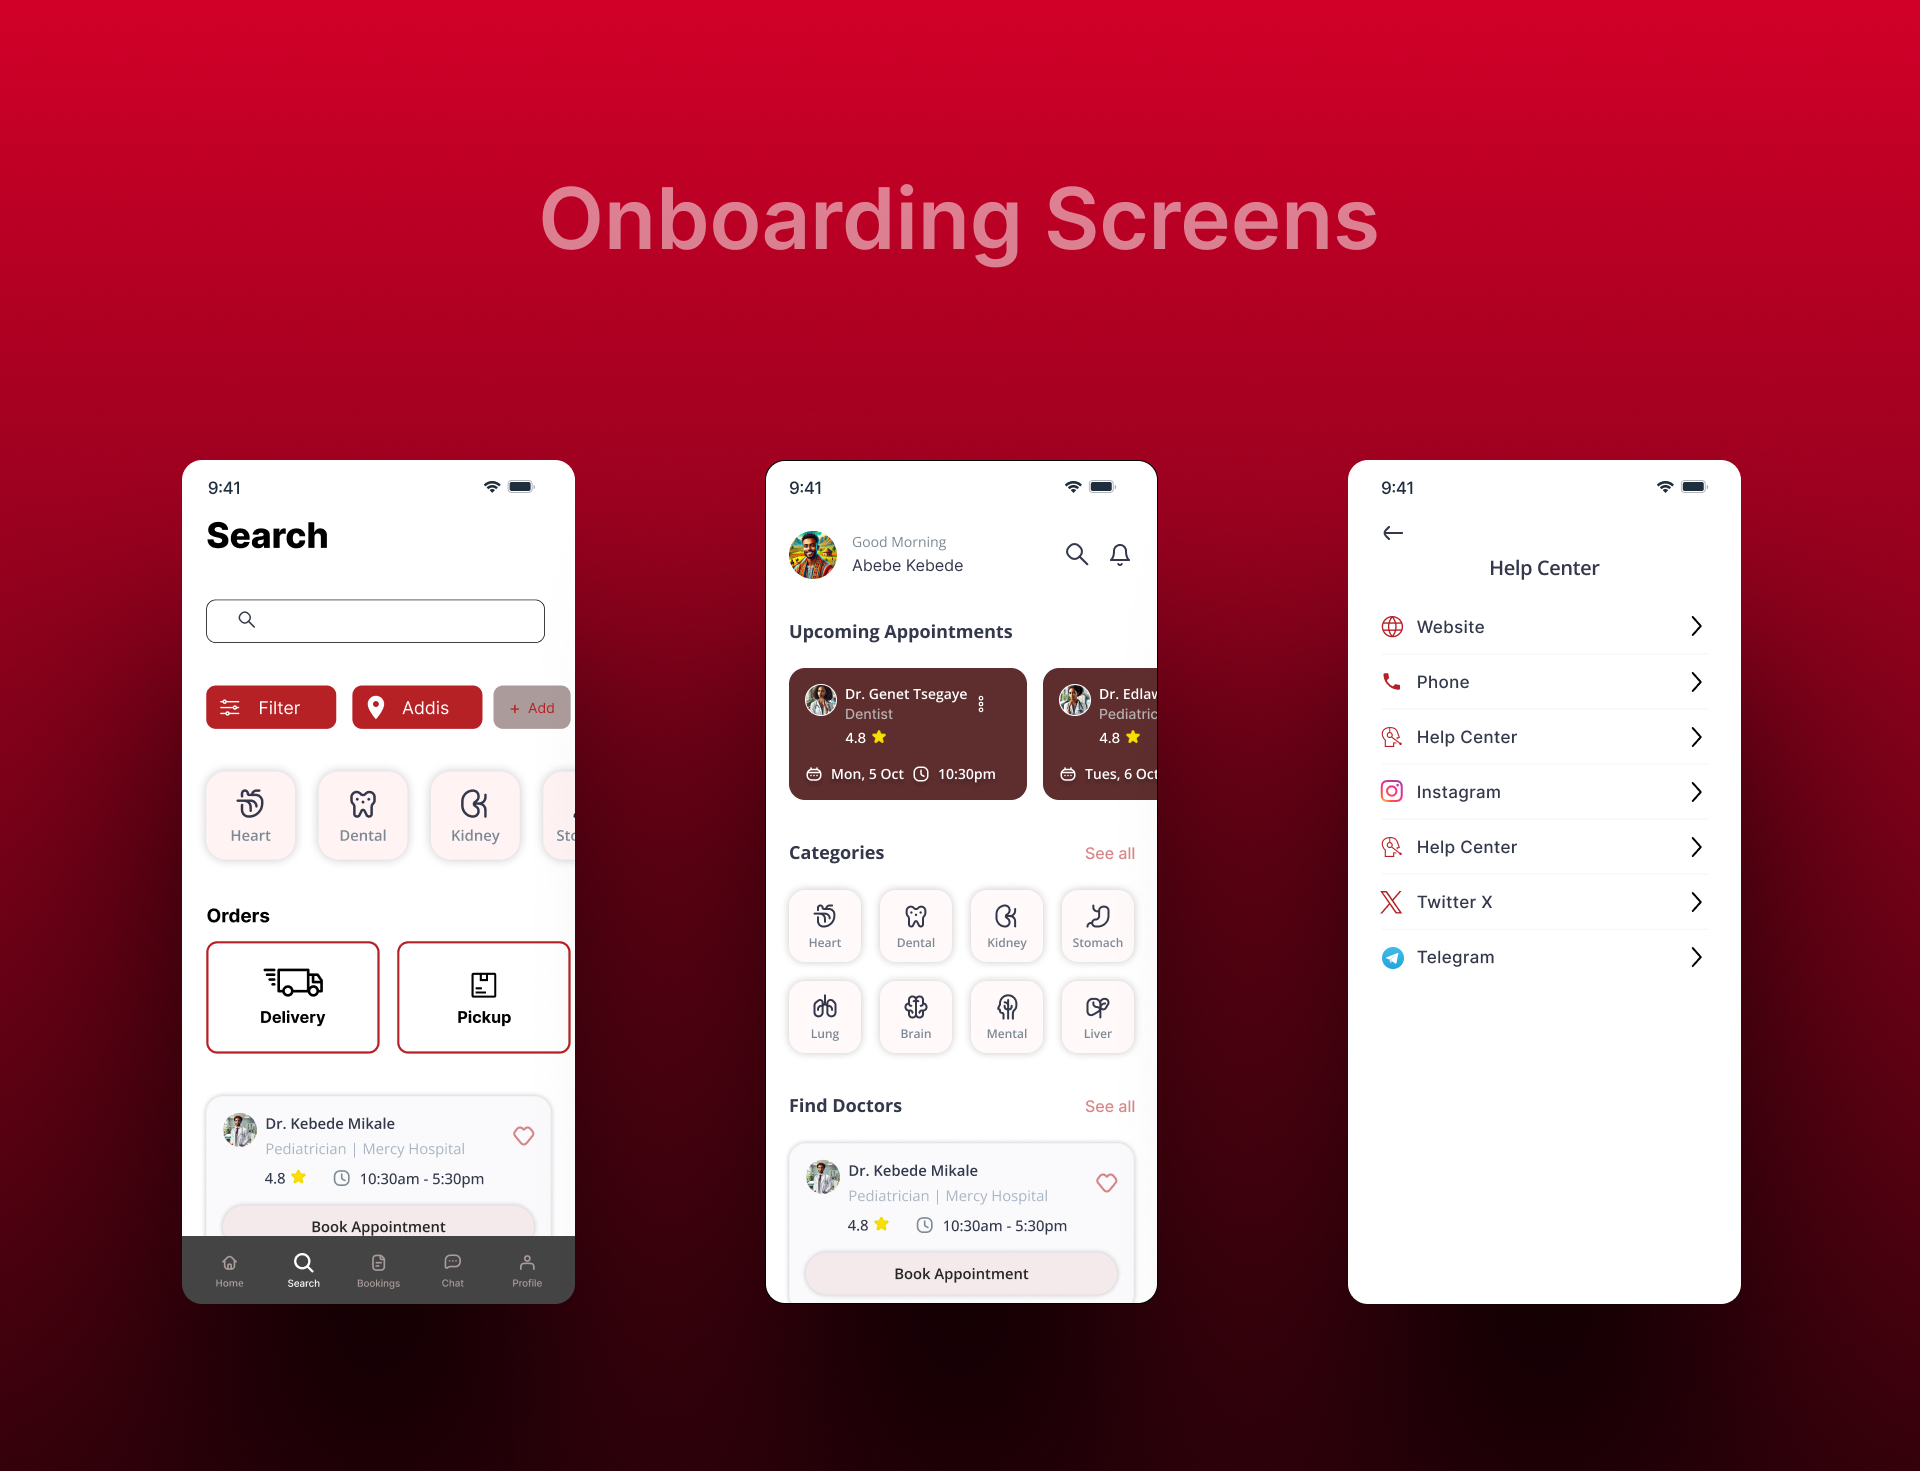 Onboarding Screens
9:41
Search
Filter
Addis
+ Add
Heart
Dental
Kidney
Sto
Orders
Delivery
Pickup
Dr. Kebede Mikale
Pediatrician | Mercy Hospital
4.8
10:30am - 5:30pm
Book Appointment
Home
Search
Bookings
Chat
Profile
9:41
Good Morning
Abebe Kebede
Upcoming Appointments
Dr. Genet Tsegaye
Dentist
4.8
Mon, 5 Oct
10:30pm
Dr. Edlaw
Pediatric
4.8
Tues, 6 Oct
Categories
See all
Heart
Dental
Kidney
Stomach
Lung
Brain
Mental
Liver
Find Doctors
See all
Dr. Kebede Mikale
Pediatrician | Mercy Hospital
4.8
10:30am - 5:30pm
Book Appointment
9:41
Help Center
Website
Phone
Help Center
Instagram
Help Center
Twitter X
Telegram